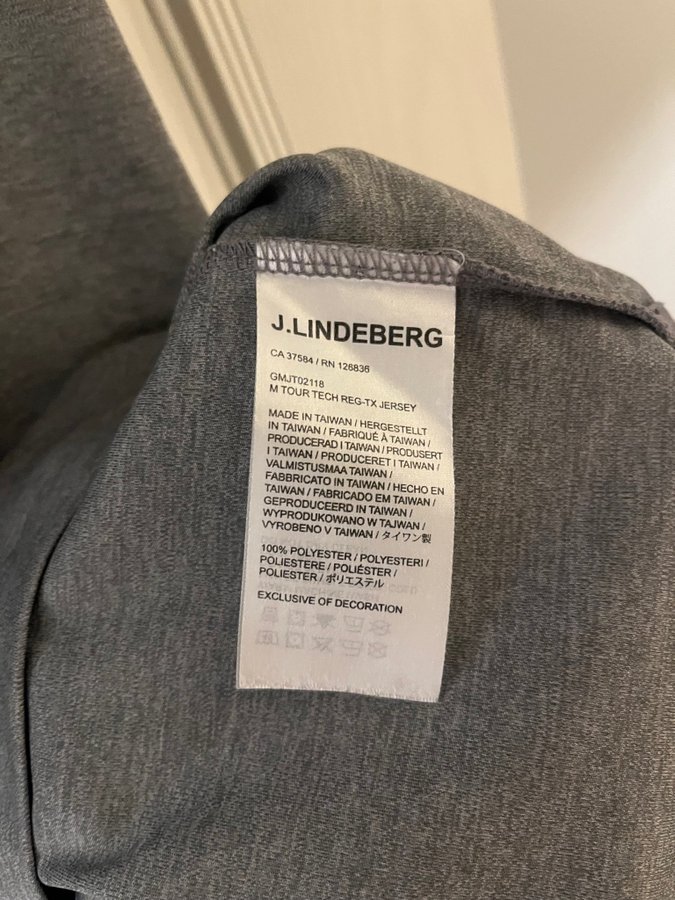 J.LINDEBERG
CA 37584 / RN 126836
GMJT02118
M TOUR TECH REG-TX JERSEY
MADE IN TAIWAN / HERGESTELLT
IN TAIWAN / FABRIQUÉ À TAIWAN /
PRODUCERAD I TAIWAN / PRODUSERT
I TAIWAN / PRODUCERET I TAIWAN /
VALMISTUSMAA TAIWAN /
FABBRICATO IN TAIWAN / HECHO EN
TAIWAN / FABRICADO EM TAIWAN /
GEPRODUCEERD IN TAIWAN /
WYPRODUKOWANO W TAJWAN /
VYROBENO V TAIWAN / タイワン製
100% POLYESTER / POLYESTERI /
POLIESTERE / POLIÉSTER /
POLIESTER / ポリエステル
EXCLUSIVE OF DECORATION